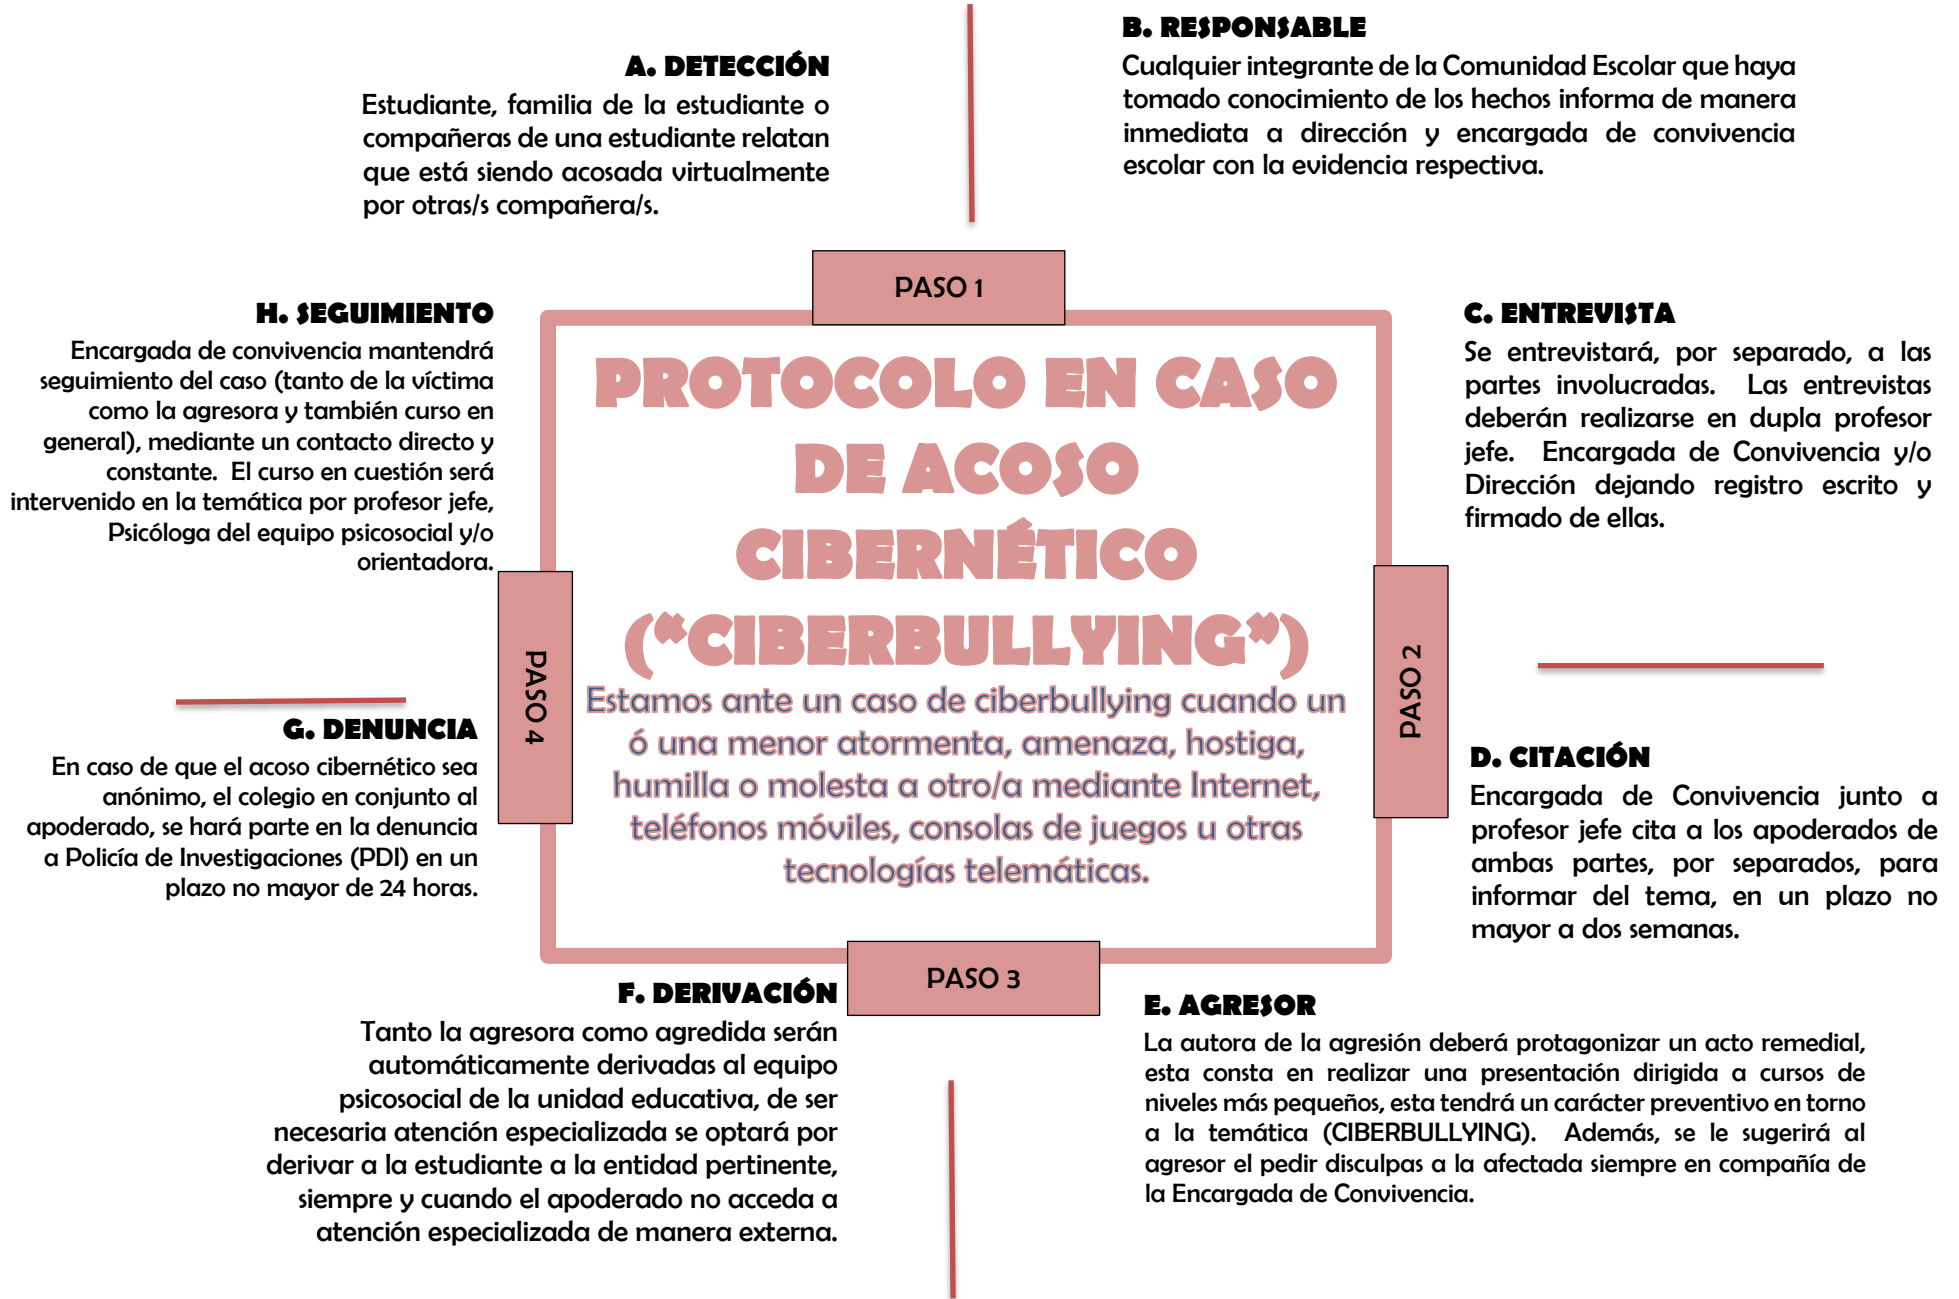 A. DETECCIÓN
Estudiante, familia de la estudiante o
compañeras de una estudiante relatan
que está siendo acosada virtualmente
por otras/s compañera/s.
B. RESPONSABLE
Cualquier integrante de la Comunidad Escolar que haya
tomado conocimiento de los hechos informa de manera
inmediata a dirección y encargada de convivencia
escolar con la evidencia respectiva.
PASO 1
PROTOCOLO EN CASO
DE ACOSO
CIBERNÉTICO
("CIBERBULLYING")
Estamos ante un caso de ciberbullying cuando un
ó una menor atormenta, amenaza, hostiga,
humilla o molesta a otro/a mediante Internet,
teléfonos móviles, consolas de juegos u otras
tecnologías telemáticas.
C. ENTREVISTA
Se entrevistará, por separado, a las
partes involucradas. Las entrevistas
deberán realizarse en dupla profesor
jefe. Encargada de Convivencia y/o
Dirección dejando registro escrito y
firmado de ellas.
PASO 2
D. CITACIÓN
Encargada de Convivencia junto a
profesor jefe cita a los apoderados de
ambas partes, por separados, para
informar del tema, en un plazo no
mayor a dos semanas.
PASO 3
E. AGRESOR
La autora de la agresión deberá protagonizar un acto remedial,
esta consta en realizar una presentación dirigida a cursos de
niveles más pequeños, esta tendrá un carácter preventivo en torno
a la temática (CIBERBULLYING). Además, se le sugerirá al
agresor el pedir disculpas a la afectada siempre en compañía de
la Encargada de Convivencia.
F. DERIVACIÓN
Tanto la agresora como agredida serán
automáticamente derivadas al equipo
psicosocial de la unidad educativa, de ser
necesaria atención especializada se optará por
derivar a la estudiante a la entidad pertinente,
siempre y cuando el apoderado no acceda a
atención especializada de manera externa.
PASO 4
G. DENUNCIA
En caso de que el acoso cibernético sea
anónimo, el colegio en conjunto al
apoderado, se hará parte en la denuncia
a Policía de Investigaciones (PDI) en un
plazo no mayor de 24 horas.
H. SEGUIMIENTO
Encargada de convivencia mantendrá
seguimiento del caso (tanto de la víctima
como la agresora y también curso en
general), mediante un contacto directo y
constante. El curso en cuestión será
intervenido en la temática por profesor jefe,
Psicóloga del equipo psicosocial y/o
orientadora.